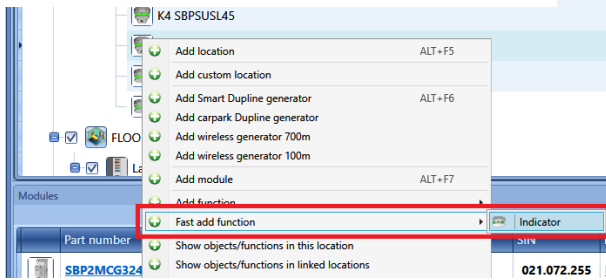 K4 SBPSUSL45
Add location ALT+F5
Add custom location
Add Smart Dupline generator ALT+F6
Add carpark Dupline generator
Add wireless generator 700m
Add wireless generator 100m
FLOO
Add module ALT+F7
Modules
Add function
Fast add function Indicator
Part number SIN
Show objects/functions in this location
SBP2MCG324 Show objects/functions in linked locations 021.072.255